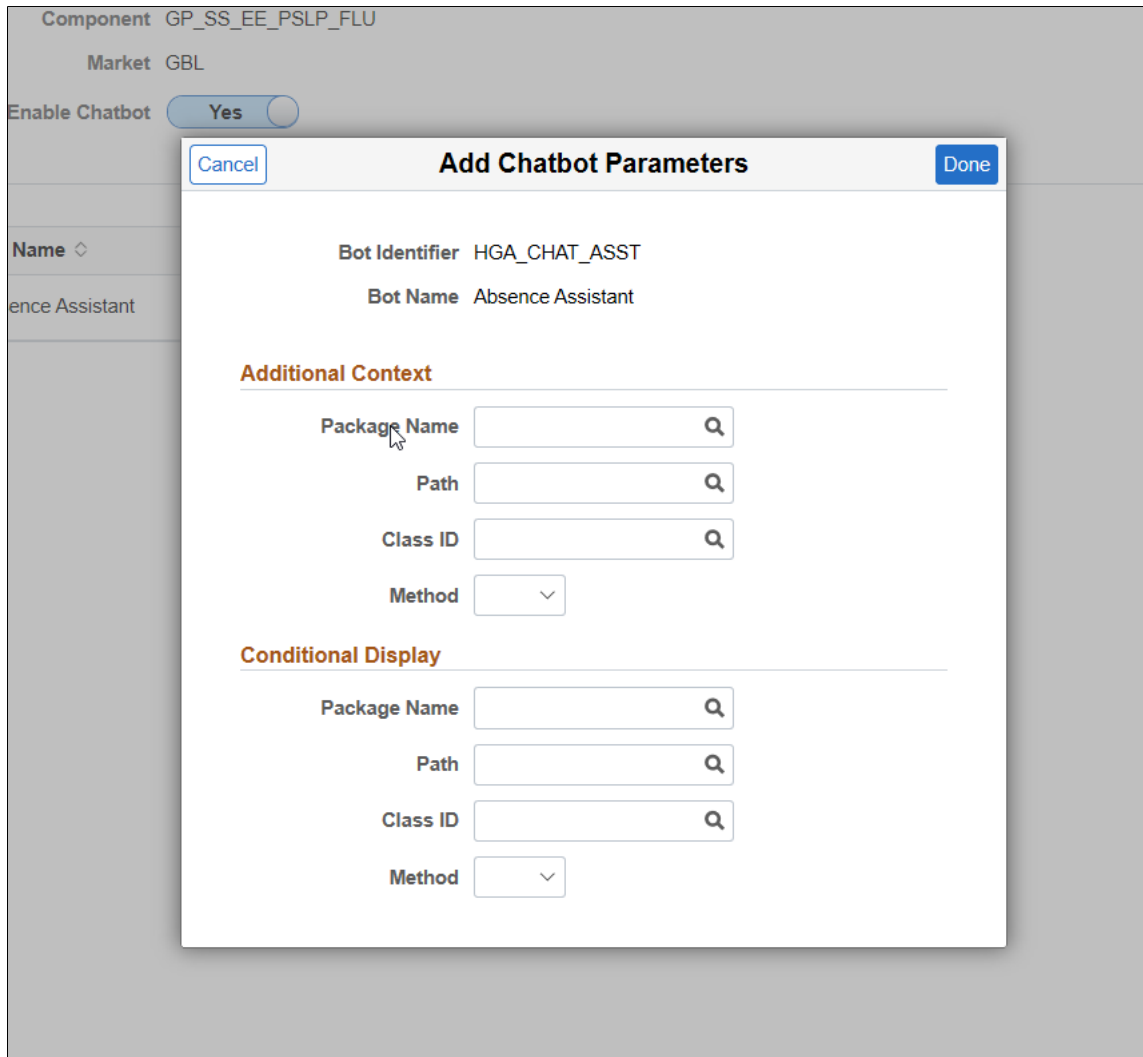 Component GP_SS_EE_PSLP_FLU
Market GBL
Enable Chatbot Yes
Cancel Add Chatbot Parameters Done
Name
Bot Identifier HGA_CHAT_ASST
Bot Name Absence Assistant
ence Assistant
Additional Context
Package Name
Path
Class ID
Method
Conditional Display
Package Name
Path
Class ID
Method